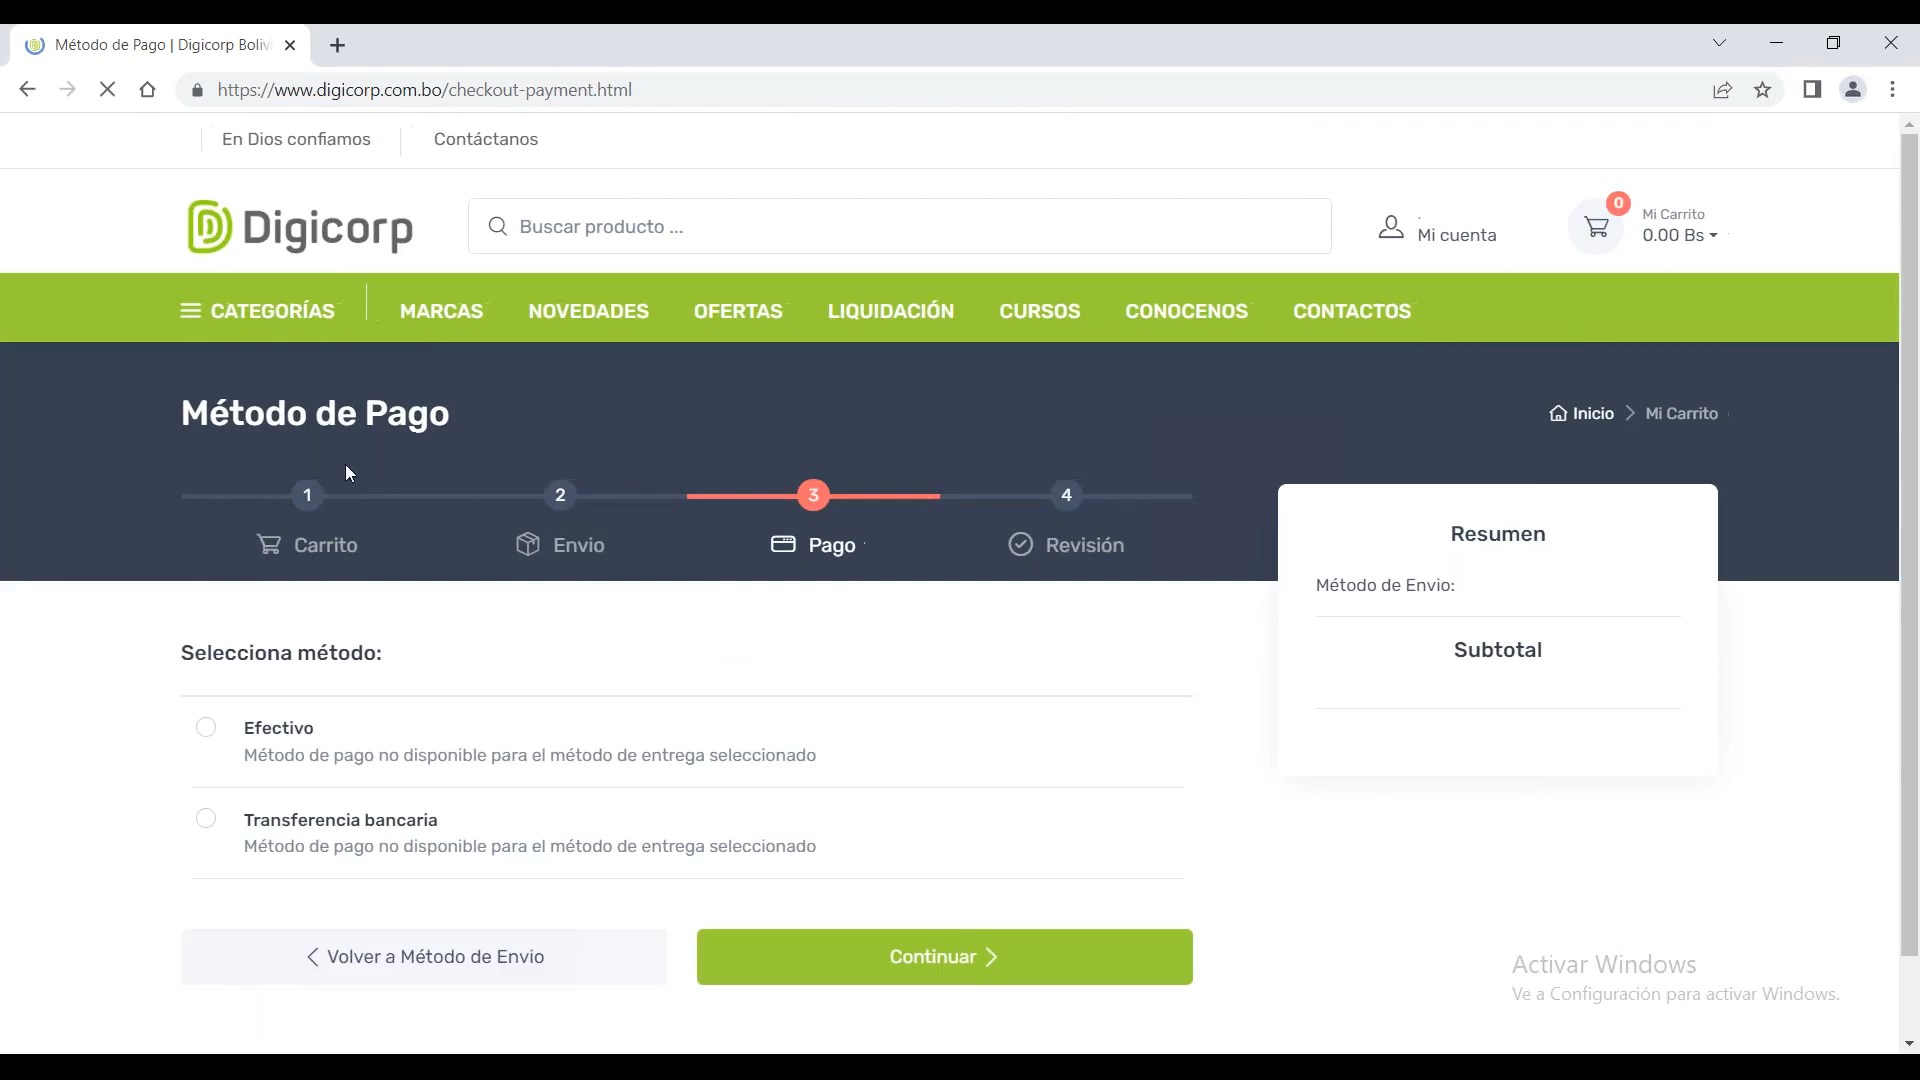 Método de Pago | Digicorp Boliv
https://www.digicorp.com.bo/checkout-payment.html
En Dios confiamos
Contáctanos
Digicorp
Buscar producto ...
Mi cuenta
0
Mi Carrito
0.00 Bs
CATEGORÍAS
MARCAS
NOVEDADES
OFERTAS
LIQUIDACIÓN
CURSOS
CONOCENOS
CONTACTOS
Método de Pago
Inicio
Mi Carrito
1
2
3
4
Carrito
Envio
Pago
Revisión
Resumen
Método de Envio:
Subtotal
Selecciona método:
Efectivo
Método de pago no disponible para el método de entrega seleccionado
Transferencia bancaria
Método de pago no disponible para el método de entrega seleccionado
Volver a Método de Envio
Continuar
Activar Windows
Ve a Configuración para activar Windows.